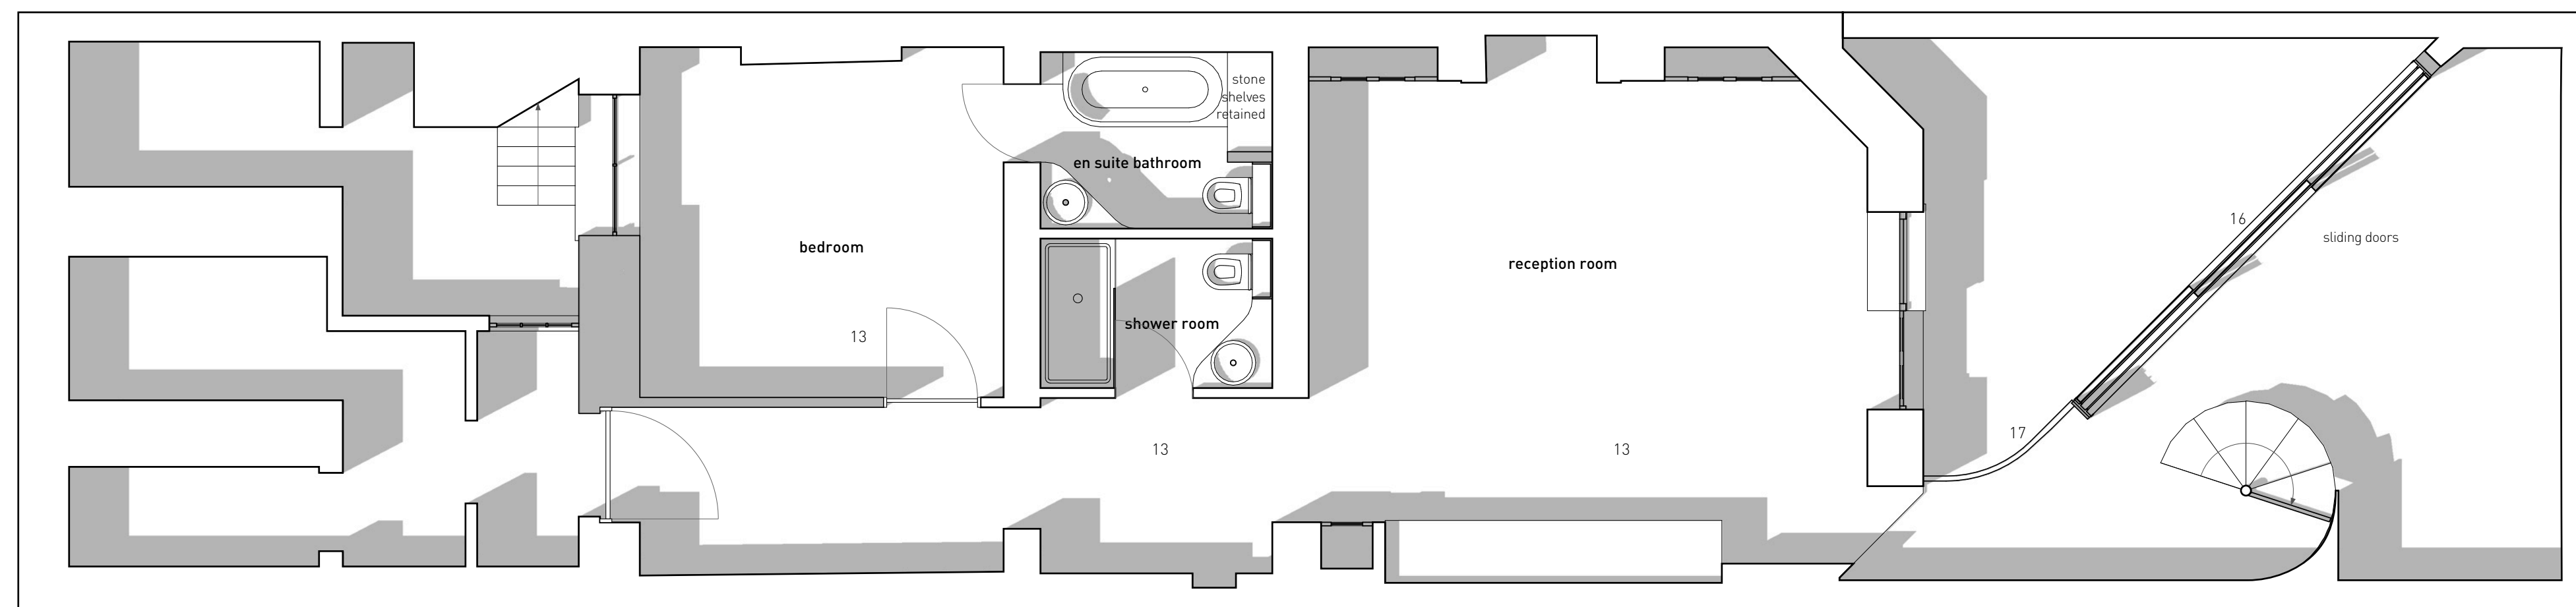 stone
shelves
retained
en suite bathroom
bedroom
reception room
16
sliding doors
shower room
13
17
13
13